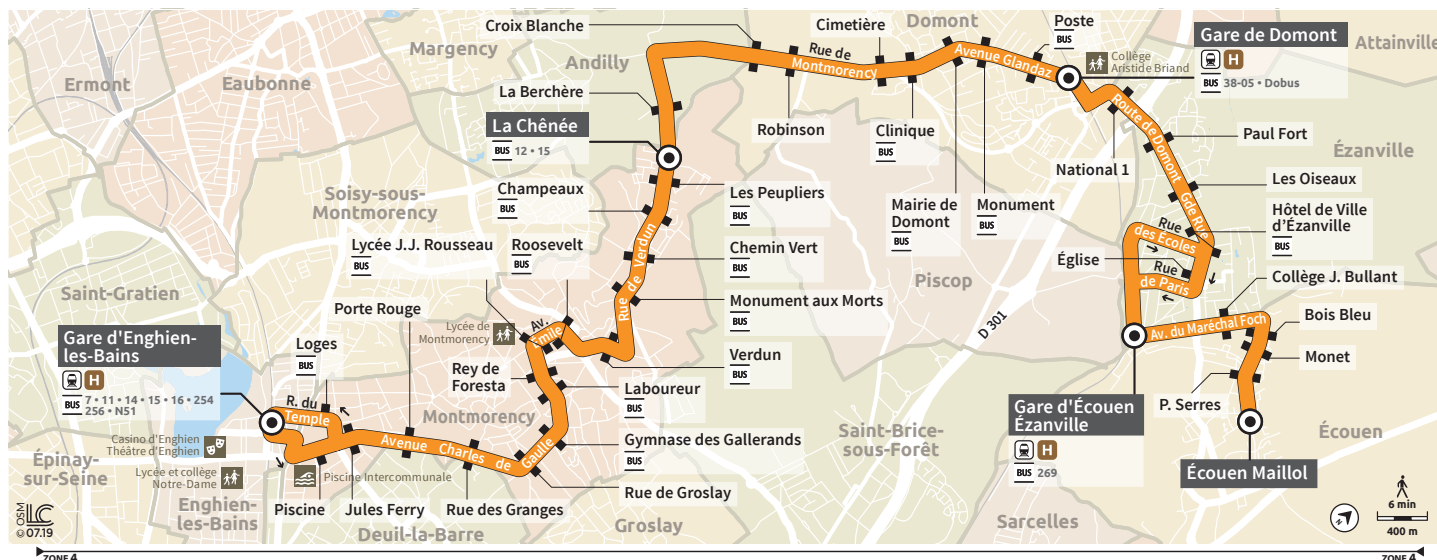 Croix Blanche
Cimetière
Domont
Poste
BUS
Gare de Domont
H
BUS 38-05 • Dobus
Attainville
Margency
Andilly
Rue de
Montmorency
Avenue Glandaz
Collège
Aristide Briand
Ermont
Eaubonne
La Berchère
La Chênée
BUS 12 • 15
Robinson
Clinique
BUS
Route de Domont
Paul Fort
National 1
Ézanville
Les Oiseaux
Soisy-sous-
Montmorency
Champeaux
BUS
Les Peupliers
BUS
Mairie de
Domont
BUS
Monument
BUS
Gde Rue
Hôtel de Ville
d'Ézanville
BUS
Rue
des Écoles
Lycée J.J. Rousseau
BUS
Roosevelt
BUS
Rue de Verdun
Chemin Vert
BUS
Église
Rue
de Paris
Piscop
Collège J. Bullant
Saint-Gratien
Monument aux Morts
BUS
Porte Rouge
D 301
Av. du Maréchal Foch
Bois Bleu
Gare d'Enghien-
les-Bains
H
BUS 7 • 11 • 14 • 15 • 16 • 254
256 • N51
Loges
BUS
Lycée de
Montmorency
Av.
Émile
Verdun
BUS
Monet
Rey de
Foresta
Laboureur
BUS
P. Serres
R. du
Temple
Montmorency
Gare d'Écouen
Ézanville
H
BUS 269
Saint-Brice-
sous-Forêt
Écouen
Casino d'Enghien
Théâtre d'Enghien
Avenue Charles de
Gaulle
Gymnase des Gallerands
BUS
Épinay-
sur-Seine
Lycée et collège
Notre-Dame
Piscine Intercommunale
Écouen Maillol
Rue de Groslay
Enghien-
les-Bains
Piscine
Jules Ferry
Rue des Granges
Deuil-la-Barre
Groslay
Sarcelles
6 min
400 m
© OSM
LC
07.19
ZONE 4
ZONE 4